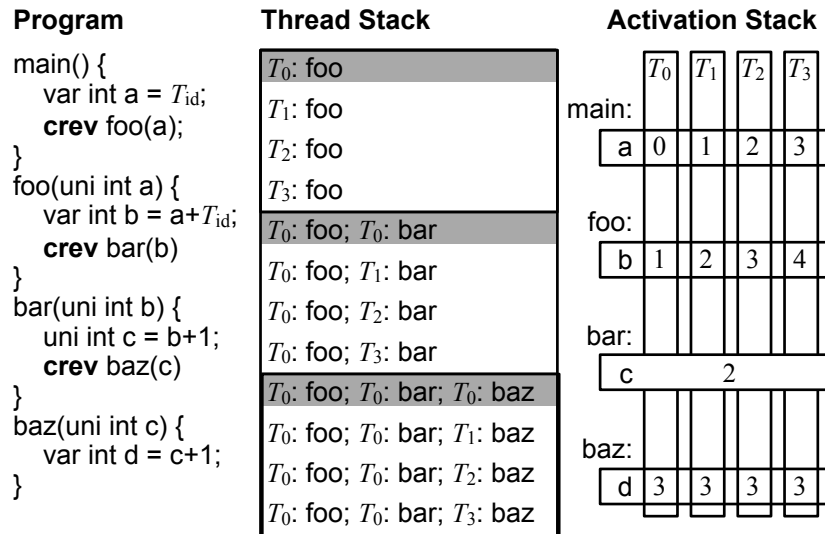 Program
main() {
var int a = Tid;
crev foo(a);
}
foo(uni int a) {
var int b = a+Tid;
crev bar(b)
}
bar(uni int b) {
uni int c = b+1;
crev baz(c)
}
baz(uni int c) {
var int d = c+1;
}
Thread Stack
T0: foo
T1: foo
T2: foo
T3: foo
T0: foo; T0: bar
T0: foo; T1: bar
T0: foo; T2: bar
T0: foo; T3: bar
T0: foo; T0: bar; T0: baz
T0: foo; T0: bar; T1: baz
T0: foo; T0: bar; T2: baz
T0: foo; T0: bar; T3: baz
Activation Stack
T0 T1 T2 T3
main:
a 0 1 2 3
foo:
b 1 2 3 4
bar:
c 2
baz:
d 3 3 3 3